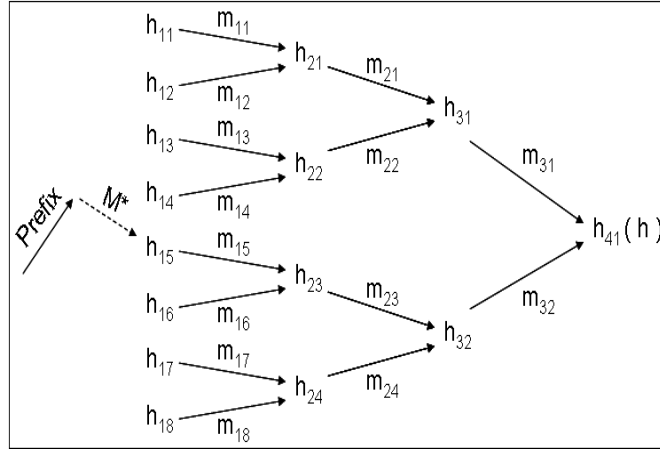 h11 m11
h12 m12
h21 m21
h13 m13
h14 m14
h22 m22
h31 m31
Prefix M*
h15 m15
h16 m16
h23 m23
h17 m17
h18 m18
h24 m24
h32 m32
h41 ( h )